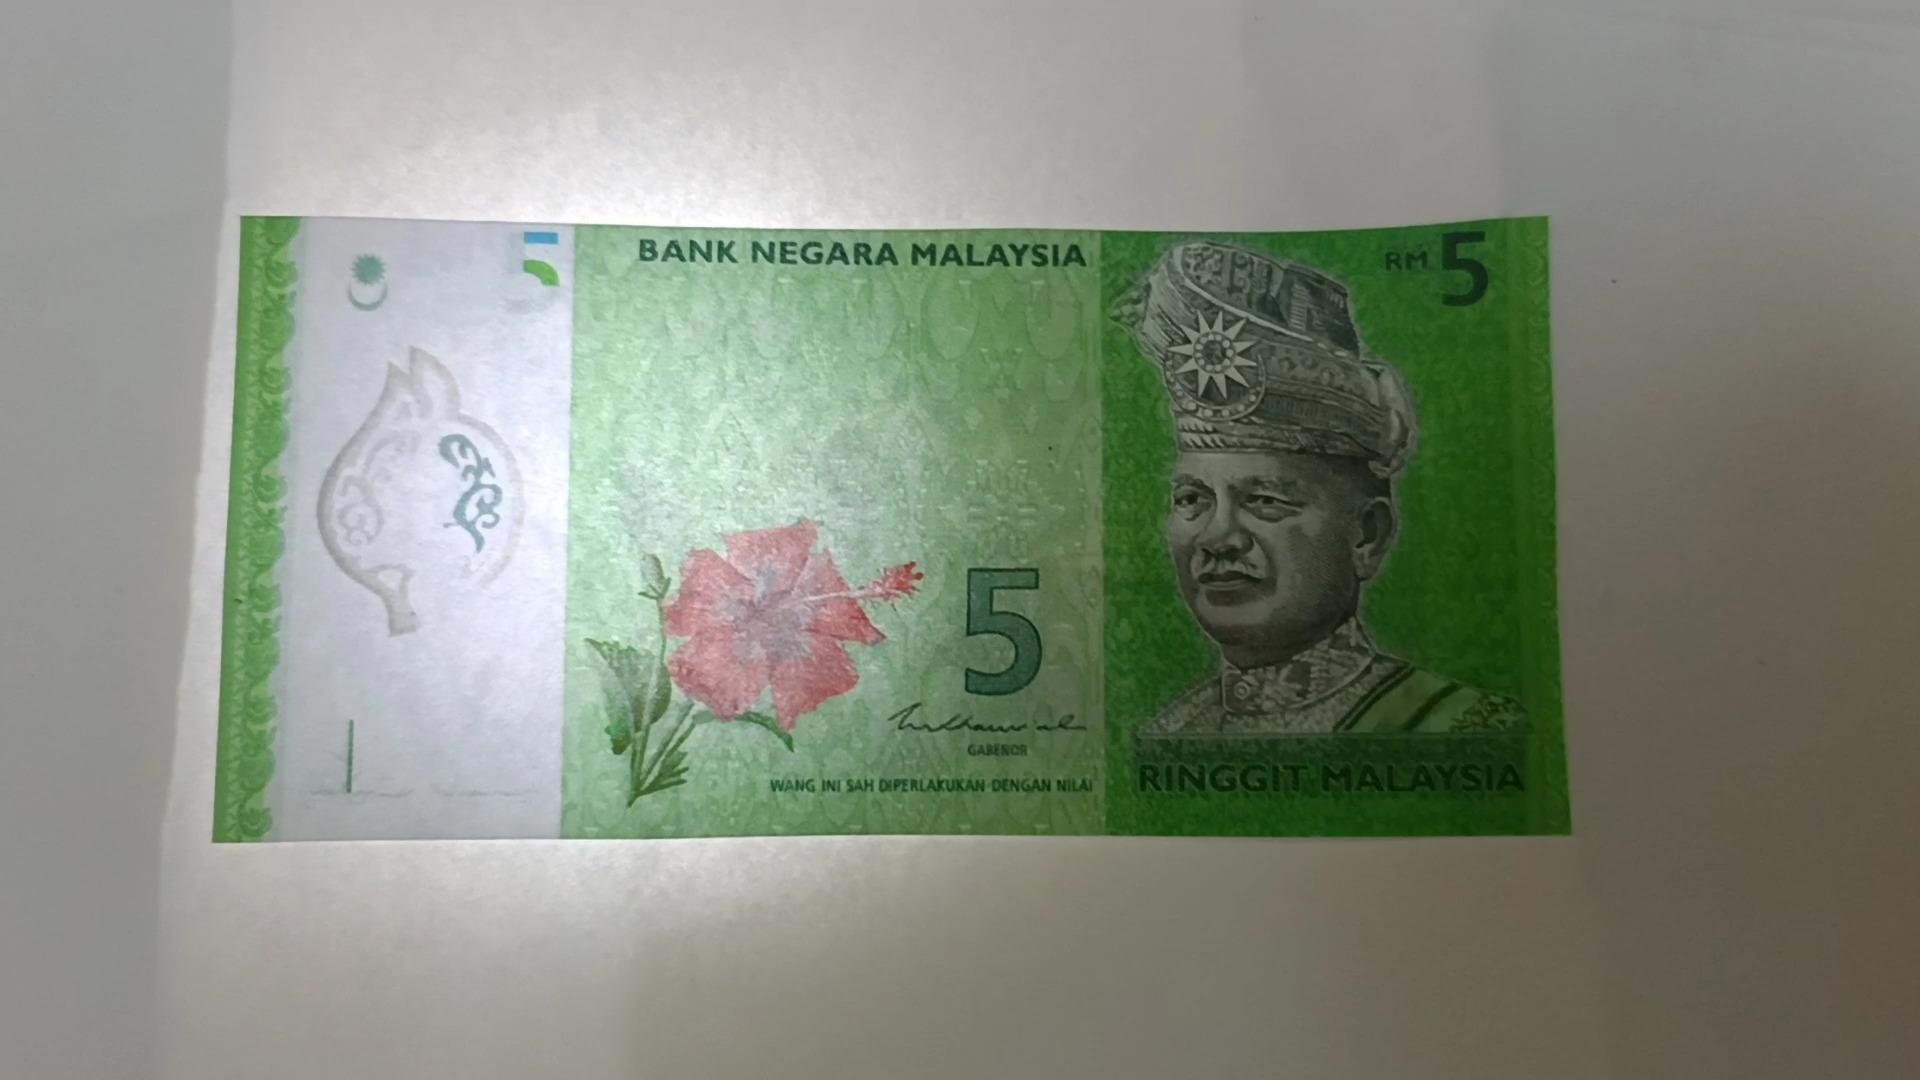 BANK NEGARA MALAYSIA
RM 5
5
GABENOR
WANG INI SAH DIPERLAKUKAN DENGAN NILAI
RINGGIT MALAYSIA